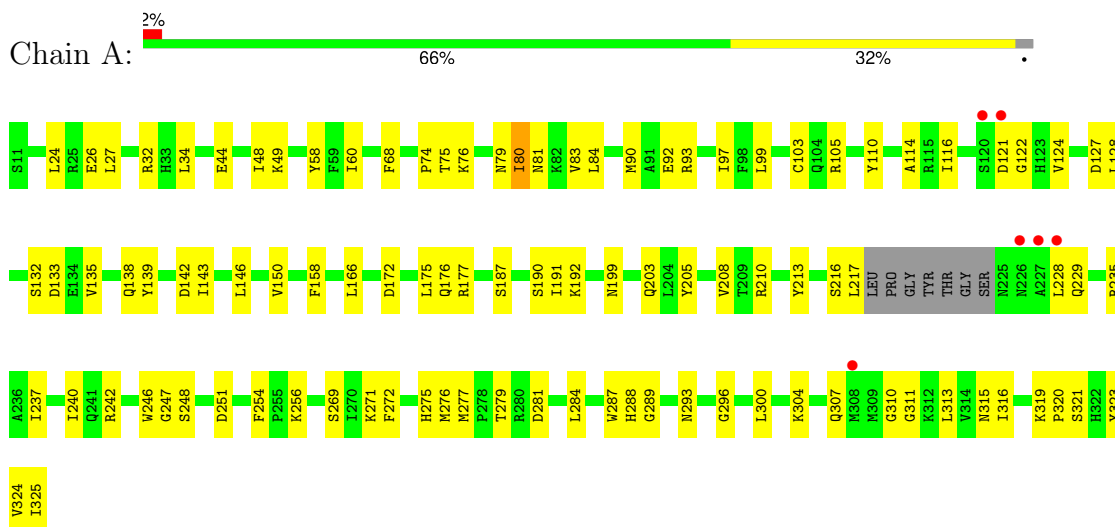 2%
Chain A:
66% 32% •
S11 L24 R25 E26 L27 R32 H33 L34 E44 I48 K49 Y58 F59 I60 F68 P74 T75 K76 N79 I80 N81 K82 V83 L84 M90 A91 E92 R93 I97 F98 L99 C103 Q104 R105 Y110 A114 R115 I116 S120 D121 G122 H123 V124 D127 L128
S132 D133 E134 V135 Q138 Y139 D142 I143 L146 V150 F158 L166 D172 L175 Q176 R177 S187 S190 I191 K192 N199 Q203 L204 Y205 V208 T209 R210 Y213 S216 L217 LEU PRO GLY TYR THR GLY SER N225 N226 A227 L228 Q229 R235
A236 I237 I240 Q241 R242 W246 G247 S248 D251 F254 P255 K256 S269 I270 K271 F272 H275 M276 M277 P278 T279 R280 D281 L284 W287 H288 G289 N293 G296 L300 K304 Q307 M308 M309 G310 G311 K312 L313 V314 N315 I316 K319 P320 S321 H322 Y323
V324 I325